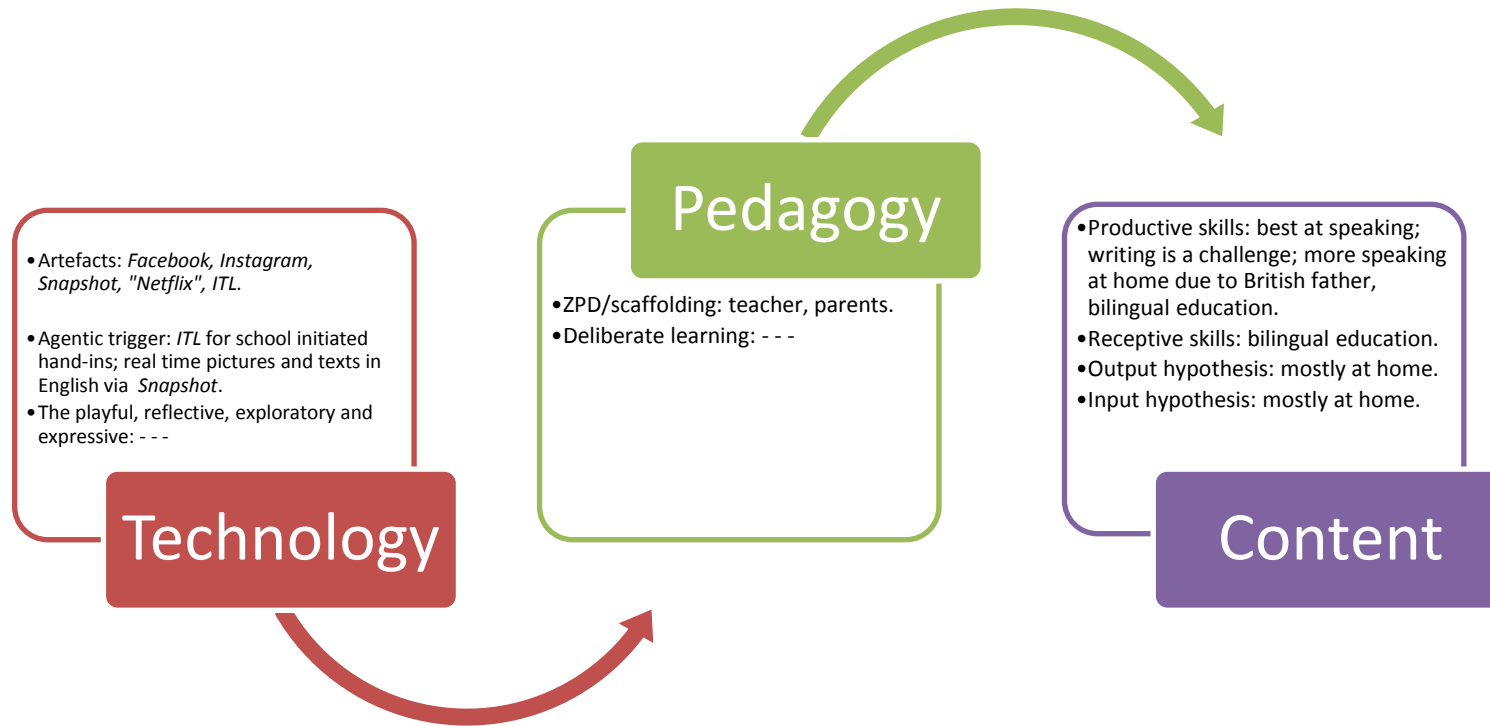 •Artefacts: Facebook, Instagram,
Snapshot, "Netflix", ITL.
•Agentic trigger: ITL for school initiated
hand-ins; real time pictures and texts in
English via Snapshot.
•The playful, reflective, exploratory and
expressive: - - -
Technology
Pedagogy
•ZPD/scaffolding: teacher, parents.
•Deliberate learning: - - -
•Productive skills: best at speaking;
writing is a challenge; more speaking
at home due to British father,
bilingual education.
•Receptive skills: bilingual education.
•Output hypothesis: mostly at home.
•Input hypothesis: mostly at home.
Content